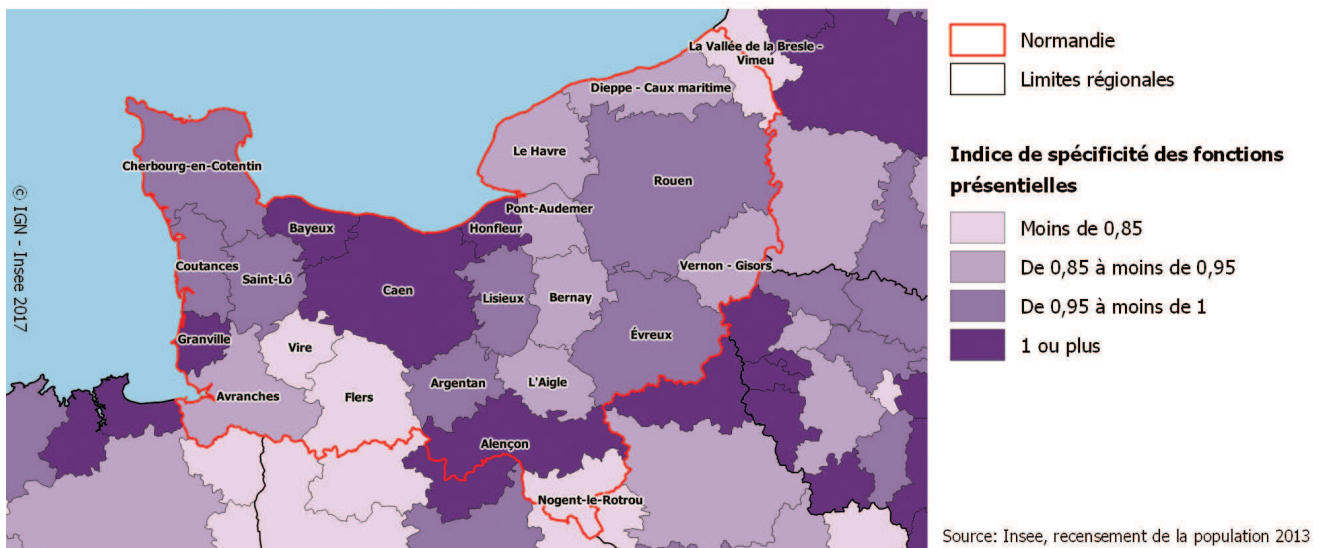 La Vallée de la Bresle -
Vimeu
Dieppe - Caux maritime
Le Havre
Cherbourg-en-Cotentin
Rouen
Pont-Audemer
Bayeux
Honfleur
Coutances
Saint-Lô
Vernon - Gisors
Caen
Lisieux
Bernay
Granville
Vire
Évreux
Argentan
L'Aigle
Avranches
Flers
Alençon
Nogent-le-Rotrou
© IGN - Insee 2017
Normandie
Limites régionales
Indice de spécificité des fonctions
présentielles
Moins de 0,85
De 0,85 à moins de 0,95
De 0,95 à moins de 1
1 ou plus
Source: Insee, recensement de la population 2013